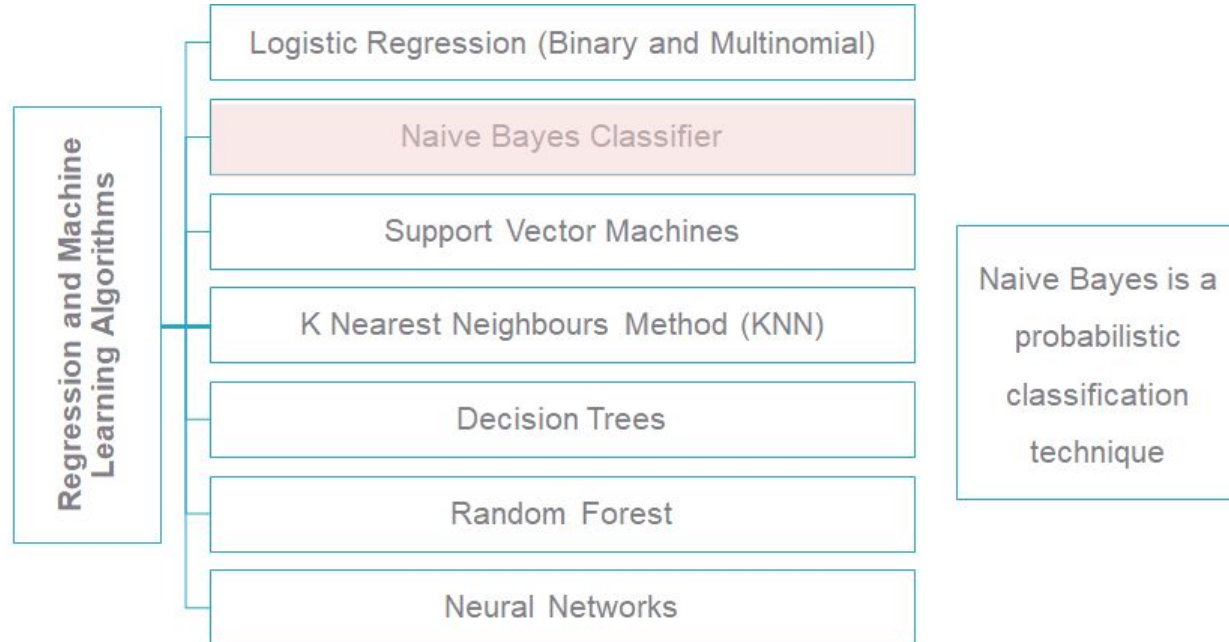 Regression and Machine
Learning Algorithms
Logistic Regression (Binary and Multinomial)
Naive Bayes Classifier
Support Vector Machines
K Nearest Neighbours Method (KNN)
Decision Trees
Random Forest
Neural Networks
Naive Bayes is a
probabilistic
classification
technique